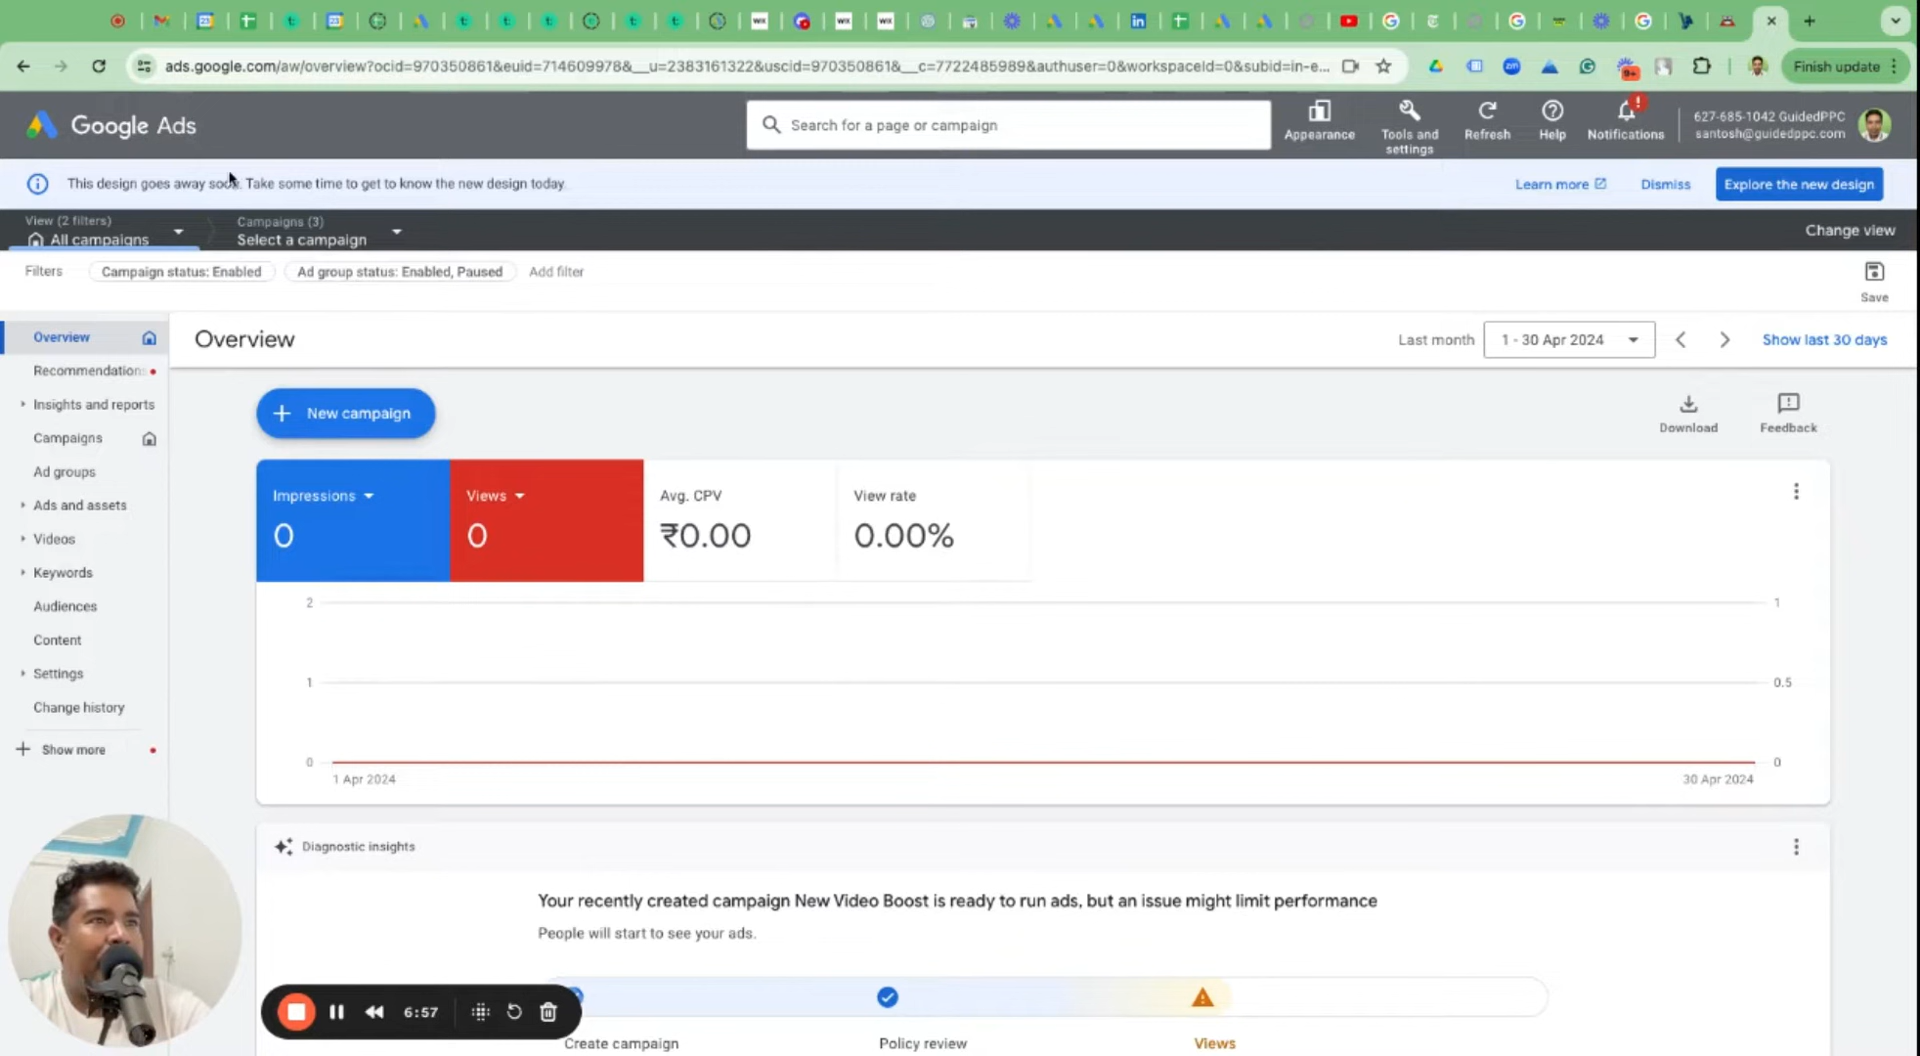 ads.google.com/aw/overview?ocid=970350861&euid=714609978&__u=2383161322&uscid=970350861&__c=7722485989&authuser=0&workspaceId=0&subid=in-e...
9+
Finish update
Google Ads
Search for a page or campaign
Appearance
Tools and settings
Refresh
Help
Notifications
627-685-1042 GuidedPPC
santosh@guidedppc.com
This design goes away soon. Take some time to get to know the new design today.
Learn more
Dismiss
Explore the new design
View (2 filters)
All campaigns
Campaigns (3)
Select a campaign
Change view
Filters
Campaign status: Enabled
Ad group status: Enabled, Paused
Add filter
Save
Overview
Recommendations
Insights and reports
Campaigns
Ad groups
Ads and assets
Videos
Keywords
Audiences
Content
Settings
Change history
Show more
Overview
Last month
1 - 30 Apr 2024
Show last 30 days
New campaign
Download
Feedback
Impressions
0
Views
0
Avg. CPV
₹0.00
View rate
0.00%
2
1
0
1
0.5
0
1 Apr 2024
30 Apr 2024
Diagnostic insights
Your recently created campaign New Video Boost is ready to run ads, but an issue might limit performance
People will start to see your ads.
Create campaign
Policy review
Views
6:57